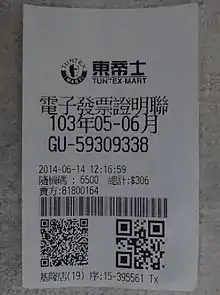 東帝士
TUNTEX
TUNTEX-MART
電子發票證明聯
103年05-06月
GU-59309338
2014-06-14 12:16:59
隨機碼：6500 總計:$306
賣方:81800164
基隆店(19) 序:15-395561 Tx